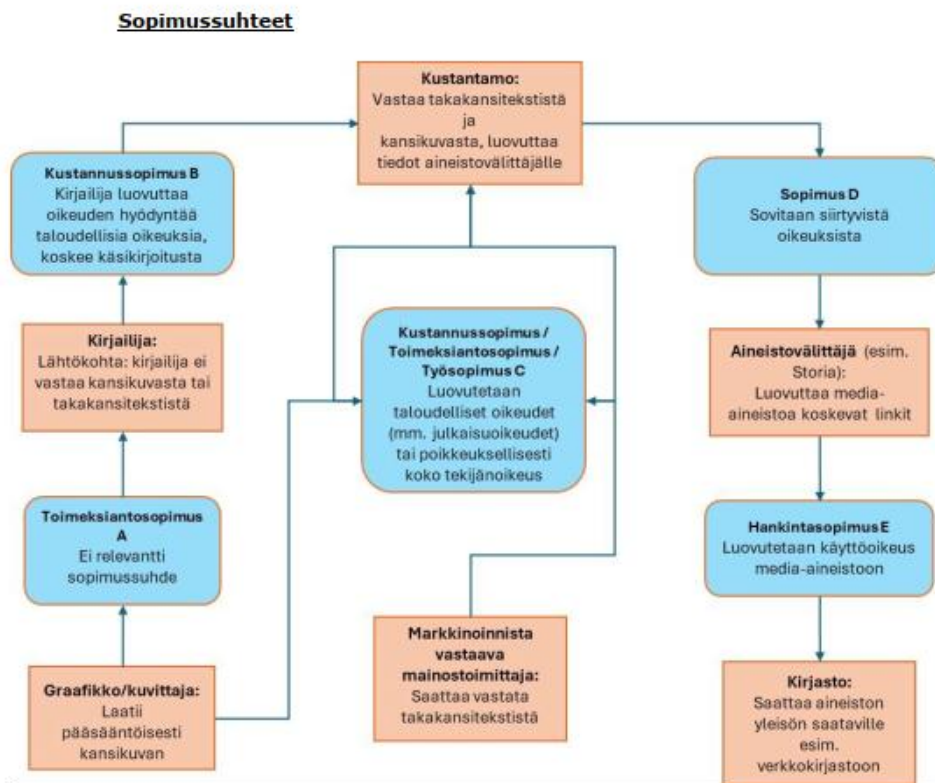 Sopimussuhteet
Kustantamo:
Vastaa takakansitekstistä
ja
kansikuvasta, luovuttaa
tiedot aineistovälittäjälle
Kustannussopimus B
Kirjailija luovuttaa
oikeuden hyödyntää
taloudellisia oikeuksia,
koskee käsikirjoitusta
Sopimus D
Sovitaan siirtyvistä
oikeuksista
Kirjailija:
Lähtökohta: kirjailija ei
vastaa kansikuvasta tai
takakansitekstistä
Kustannussopimus /
Toimeksiantosopimus /
Työsopimus C
Luovutetaan
taloudelliset oikeudet
(mm. julkaisuoikeudet)
tai poikkeuksellisesti
koko tekijänoikeus
Aineistovälittäjä (esim.
Storia):
Luovuttaa media-
aineistoa koskevat linkit
Toimeksiantosopimus
A
Ei relevantti
sopimussuhde
Hankintasopimus E
Luovutetaan käyttöoikeus
media-aineistoon
Graafikko/kuvittaja:
Laatii
pääsääntöisesti
kansikuvan
Markkinoinnista
vastaava
mainostoimittaja:
Saattaa vastata
takakansitekstistä
Kirjasto:
Saattaa aineiston
yleisön saataville
esim.
verkkokirjastoon